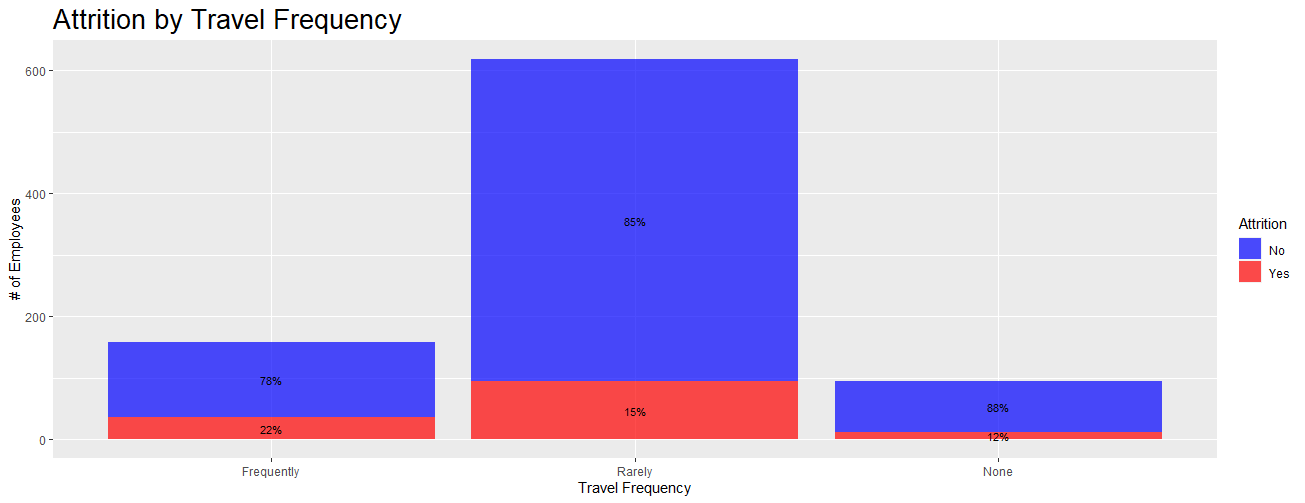 Attrition by Travel Frequency
# of Employees
600
400
200
0
85%
78%
88%
15%
22%
12%
Frequently
Rarely
None
Travel Frequency
Attrition
No
Yes